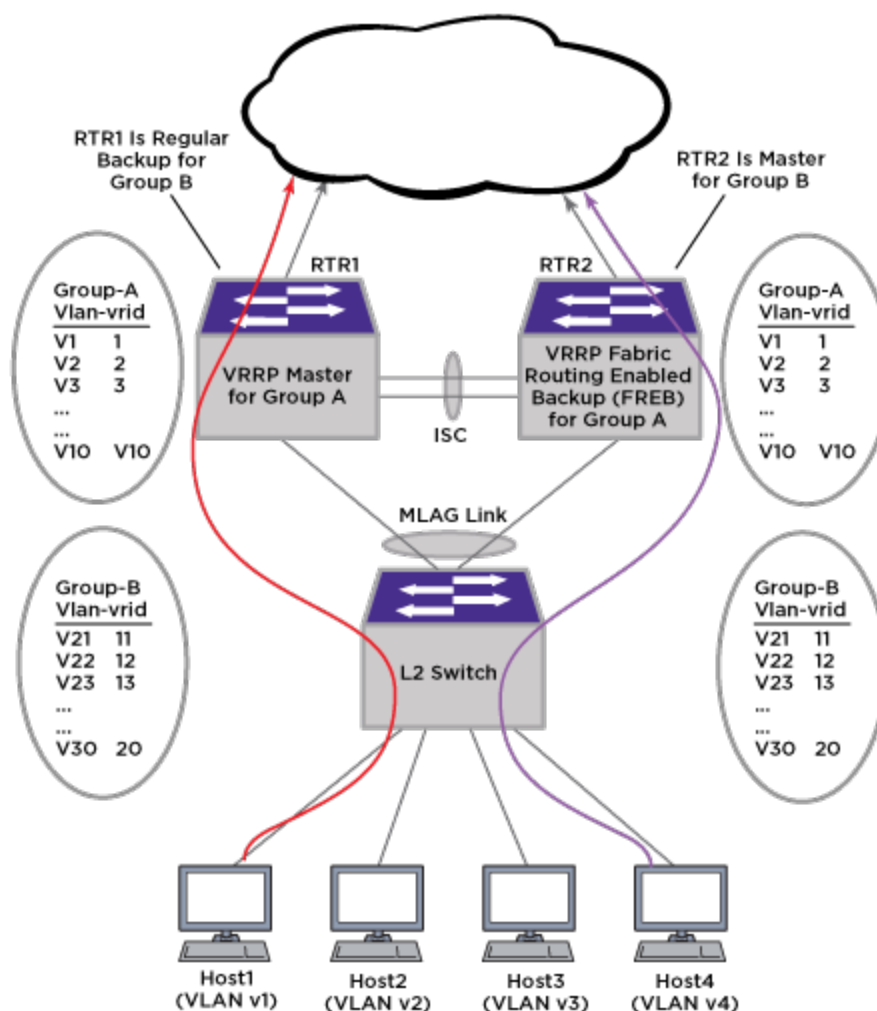 RTR1 Is Regular
Backup for
Group B
RTR2 Is Master
for Group B
RTR1
RTR2
Group-A
Vlan-vrid
V1 1
V2 2
V3 3
...
...
V10 V10
VRRP Master
for Group A
ISC
VRRP Fabric
Routing Enabled
Backup (FREB)
for Group A
Group-A
Vlan-vrid
V1 1
V2 2
V3 3
...
...
V10 V10
MLAG Link
Group-B
Vlan-vrid
V21 11
V22 12
V23 13
...
...
V30 20
L2 Switch
Group-B
Vlan-vrid
V21 11
V22 12
V23 13
...
...
V30 20
Host1
(VLAN v1)
Host2
(VLAN v2)
Host3
(VLAN v3)
Host4
(VLAN v4)